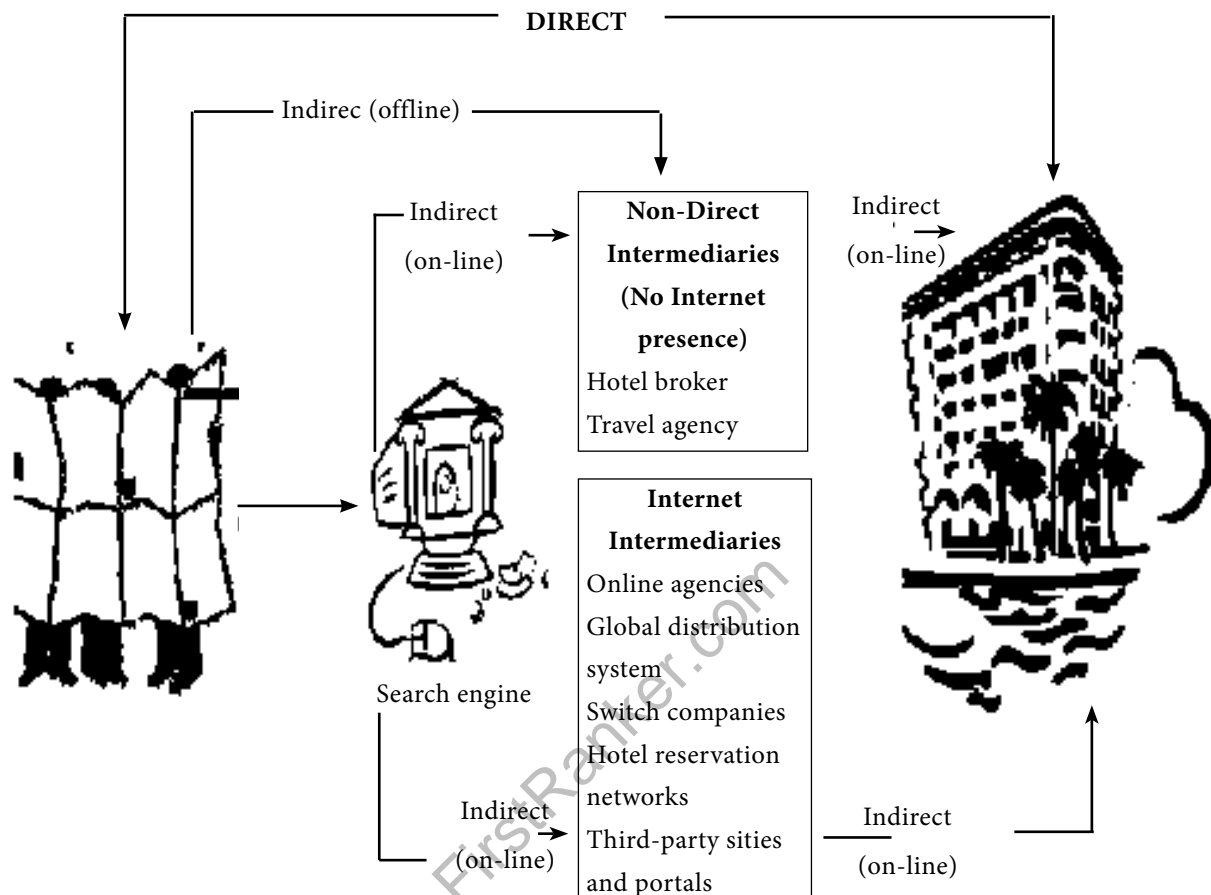 DIRECT
Indirec (offline)
Indirect
(on-line)
Non-Direct
Intermediaries
(No Internet
presence)
Hotel broker
Travel agency
Indirect
(on-line)
Search engine
Internet
Intermediaries
Online agencies
Global distribution
system
Switch companies
Hotel reservation
networks
Third-party sities
and portals
Indirect
(on-line)
Indirect
(on-line)
FirstRanker.com